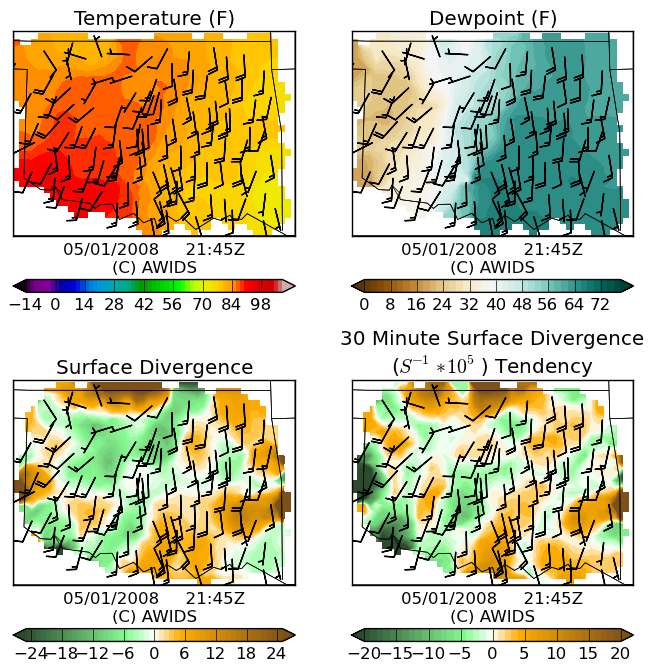 Temperature (F)
Dewpoint (F)
05/01/2008 21:45Z
(C) AWIDS
05/01/2008 21:45Z
(C) AWIDS
−14 0 14 28 42 56 70 84 98
0 8 16 24 32 40 48 56 64 72
30 Minute Surface Divergence
Surface Divergence
(S⁻¹ *10⁵ ) Tendency
05/01/2008 21:45Z
(C) AWIDS
05/01/2008 21:45Z
(C) AWIDS
−24 −18 −12 −6 0 6 12 18 24
−20 −15 −10 −5 0 5 10 15 20